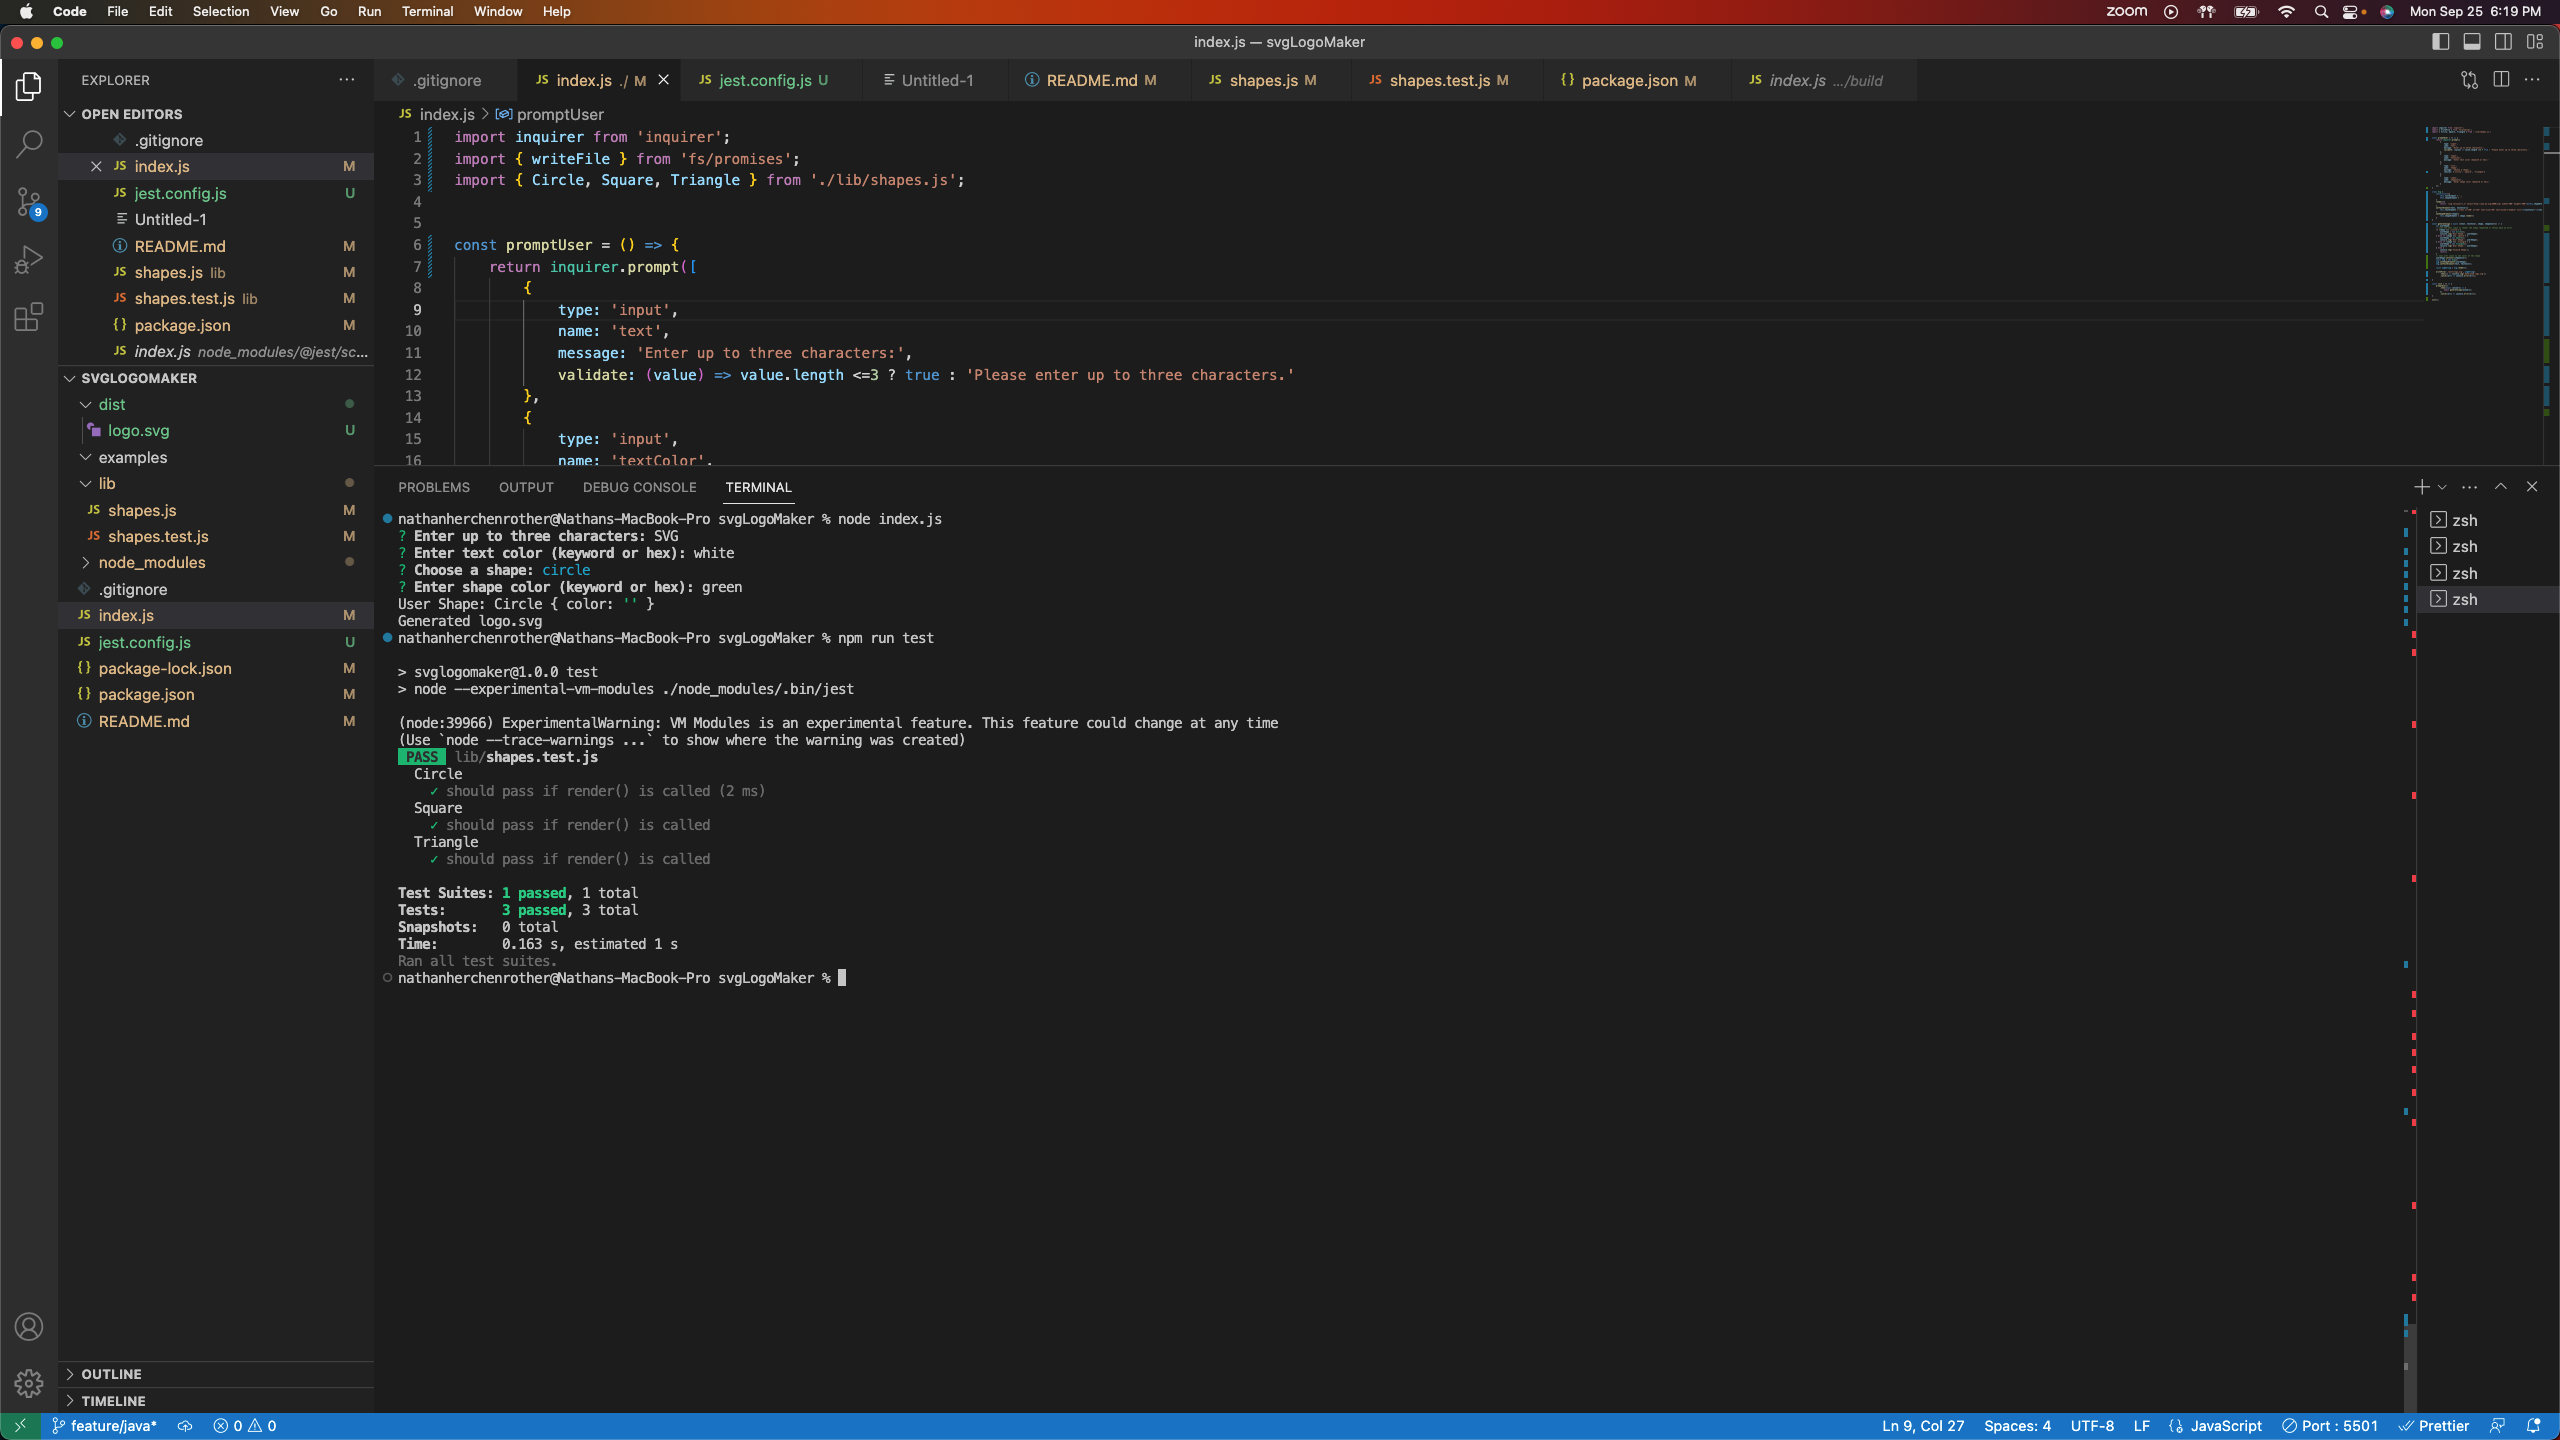 Code File Edit Selection View Go Run Terminal Window Help
zoom Mon Sep 25 6:19 PM
index.js — svgLogoMaker
EXPLORER
OPEN EDITORS
.gitignore
JS index.js M
JS jest.config.js U
Untitled-1
README.md M
JS shapes.js lib M
JS shapes.test.js lib M
{} package.json M
JS index.js node_modules/@jest/sc...
9
SVGLOGOMAKER
dist
logo.svg U
examples
lib
JS shapes.js M
JS shapes.test.js M
node_modules
.gitignore
JS index.js M
JS jest.config.js U
{} package-lock.json M
{} package.json M
README.md M
OUTLINE
TIMELINE
.gitignore JS index.js ./ M JS jest.config.js U Untitled-1 README.md M JS shapes.js M JS shapes.test.js M {} package.json M JS index.js .../build
JS index.js > promptUser
1 import inquirer from 'inquirer';
2 import { writeFile } from 'fs/promises';
3 import { Circle, Square, Triangle } from './lib/shapes.js';
4
5
6 const promptUser = () => {
7 return inquirer.prompt([
8 {
9 type: 'input',
10 name: 'text',
11 message: 'Enter up to three characters:',
12 validate: (value) => value.length <=3 ? true : 'Please enter up to three characters.'
13 },
14 {
15 type: 'input',
16 name: 'textColor',
PROBLEMS OUTPUT DEBUG CONSOLE TERMINAL
nathanherchenrother@Nathans-MacBook-Pro svgLogoMaker % node index.js
? Enter up to three characters: SVG
? Enter text color (keyword or hex): white
? Choose a shape: circle
? Enter shape color (keyword or hex): green
User Shape: Circle { color: '' }
Generated logo.svg
nathanherchenrother@Nathans-MacBook-Pro svgLogoMaker % npm run test
> svglogomaker@1.0.0 test
> node --experimental-vm-modules ./node_modules/.bin/jest
(node:39966) ExperimentalWarning: VM Modules is an experimental feature. This feature could change at any time
(Use `node --trace-warnings ...` to show where the warning was created)
PASS lib/shapes.test.js
Circle
✓ should pass if render() is called (2 ms)
Square
✓ should pass if render() is called
Triangle
✓ should pass if render() is called
Test Suites: 1 passed, 1 total
Tests: 3 passed, 3 total
Snapshots: 0 total
Time: 0.163 s, estimated 1 s
Ran all test suites.
nathanherchenrother@Nathans-MacBook-Pro svgLogoMaker %
zsh
zsh
zsh
zsh
feature/java* 0 0
Ln 9, Col 27 Spaces: 4 UTF-8 LF {} JavaScript Port : 5501 Prettier